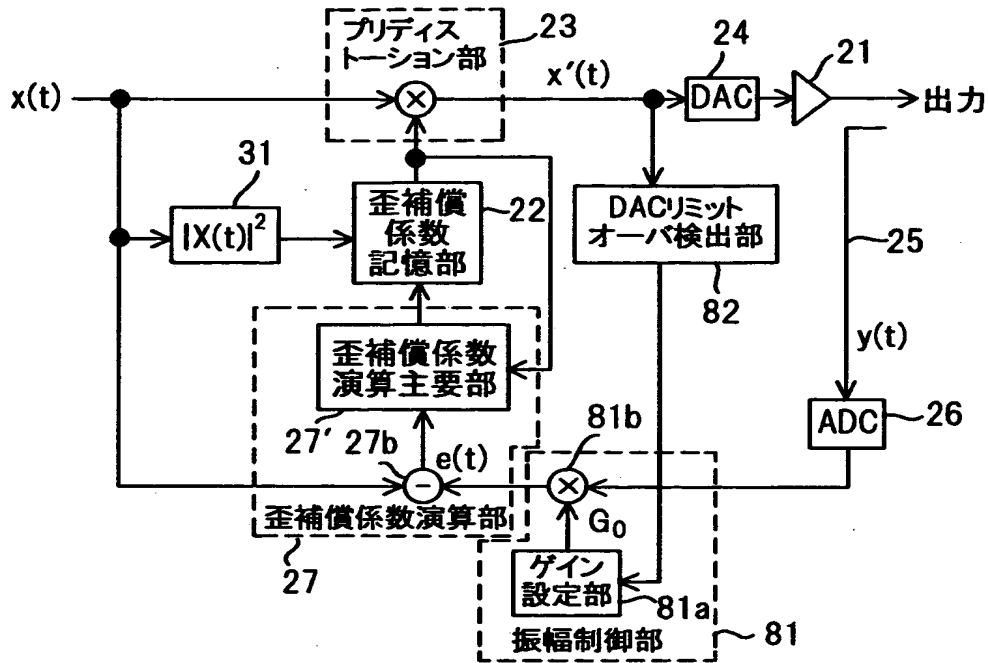 プリディス
トーション部
23
x(t)
x′(t)
24
DAC
21
出力
31
|X(t)|²
歪補償
係数
記憶部
22
DACリミット
オーバ検出部
82
25
y(t)
歪補償係数
演算主要部
27′
27b
e(t)
81b
ADC
26
歪補償係数演算部
27
G₀
ゲイン
設定部
81a
振幅制御部
81